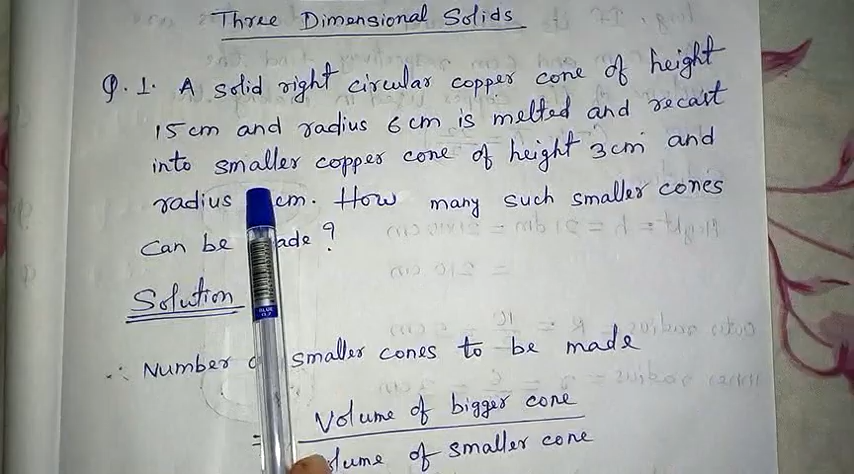 Three Dimensional Solids
Q.1. A solid right circular copper cone of height
15 cm and radius 6 cm is melted and recast
into smaller copper cone of height 3 cm and
radius cm. How many such smaller cones
can be ade?
Solution
∴ Number smaller cones to be made
= Volume of bigger cone
lume of smaller cone